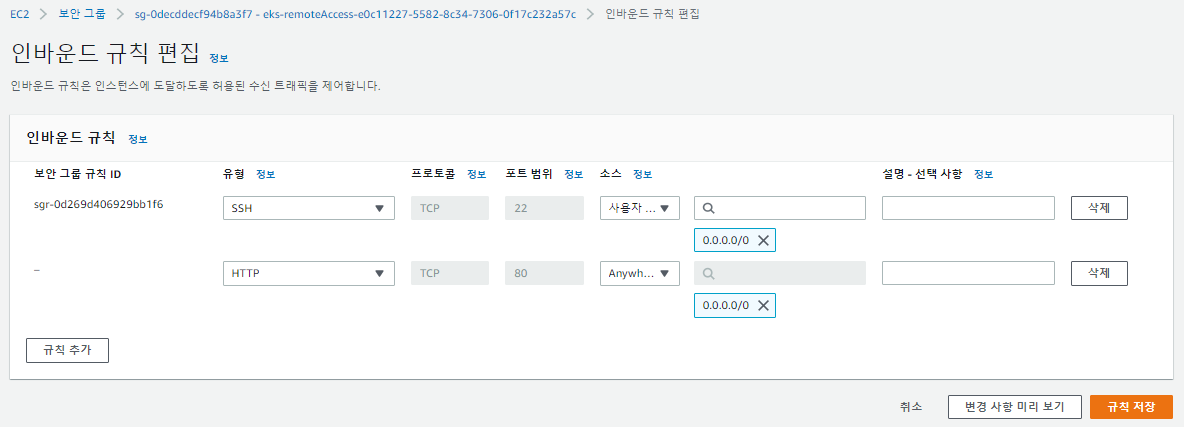 EC2 > 보안 그룹 > sg-0decddecf94b8a3f7 - eks-remoteAccess-e0c11227-5582-8c34-7306-0f17c232a57c > 인바운드 규칙 편집
인바운드 규칙 편집 정보
인바운드 규칙은 인스턴스에 도달하도록 허용된 수신 트래픽을 제어합니다.
인바운드 규칙 정보
보안 그룹 규칙 ID 유형 정보 프로토콜 정보 포트 범위 정보 소스 정보 설명 - 선택 사항 정보
sgr-0d269d406929bb1f6 SSH TCP 22 사용자 ... 삭제
0.0.0.0/0
– HTTP TCP 80 Anywh... 삭제
0.0.0.0/0
규칙 추가
취소 변경 사항 미리 보기 규칙 저장